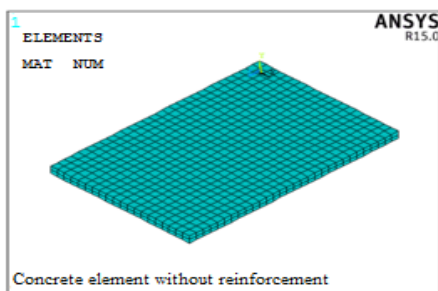 1
ELEMENTS
MAT NUM
ANSYS
R15.0
Concrete element without reinforcement